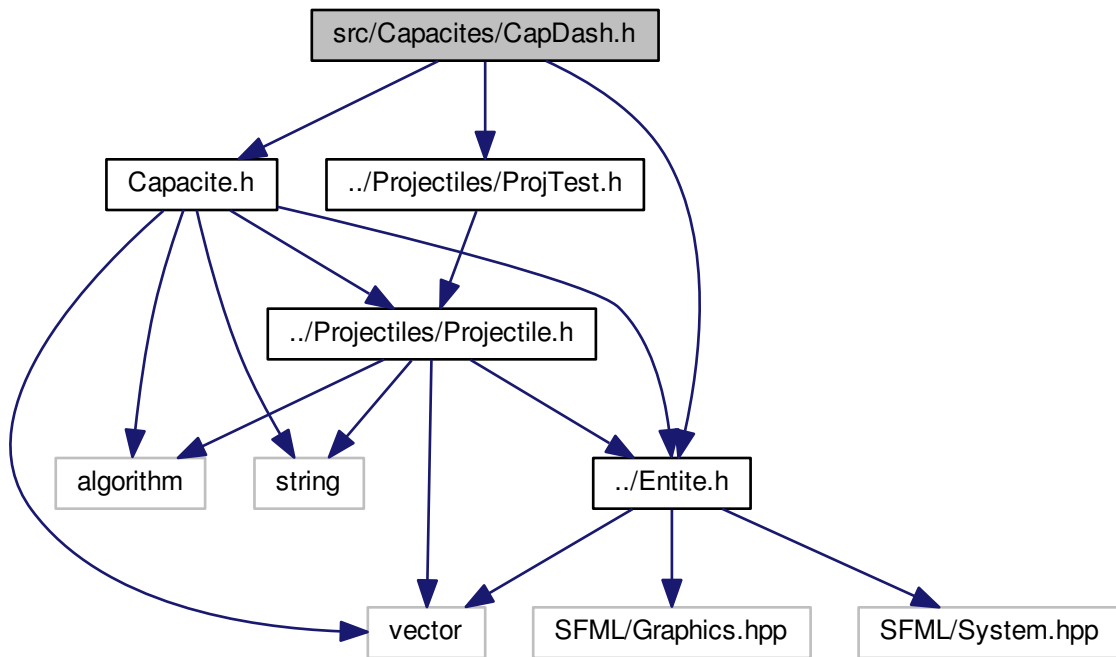 src/Capacites/CapDash.h
Capacite.h
../Projectiles/ProjTest.h
../Projectiles/Projectile.h
algorithm
string
../Entite.h
vector
SFML/Graphics.hpp
SFML/System.hpp